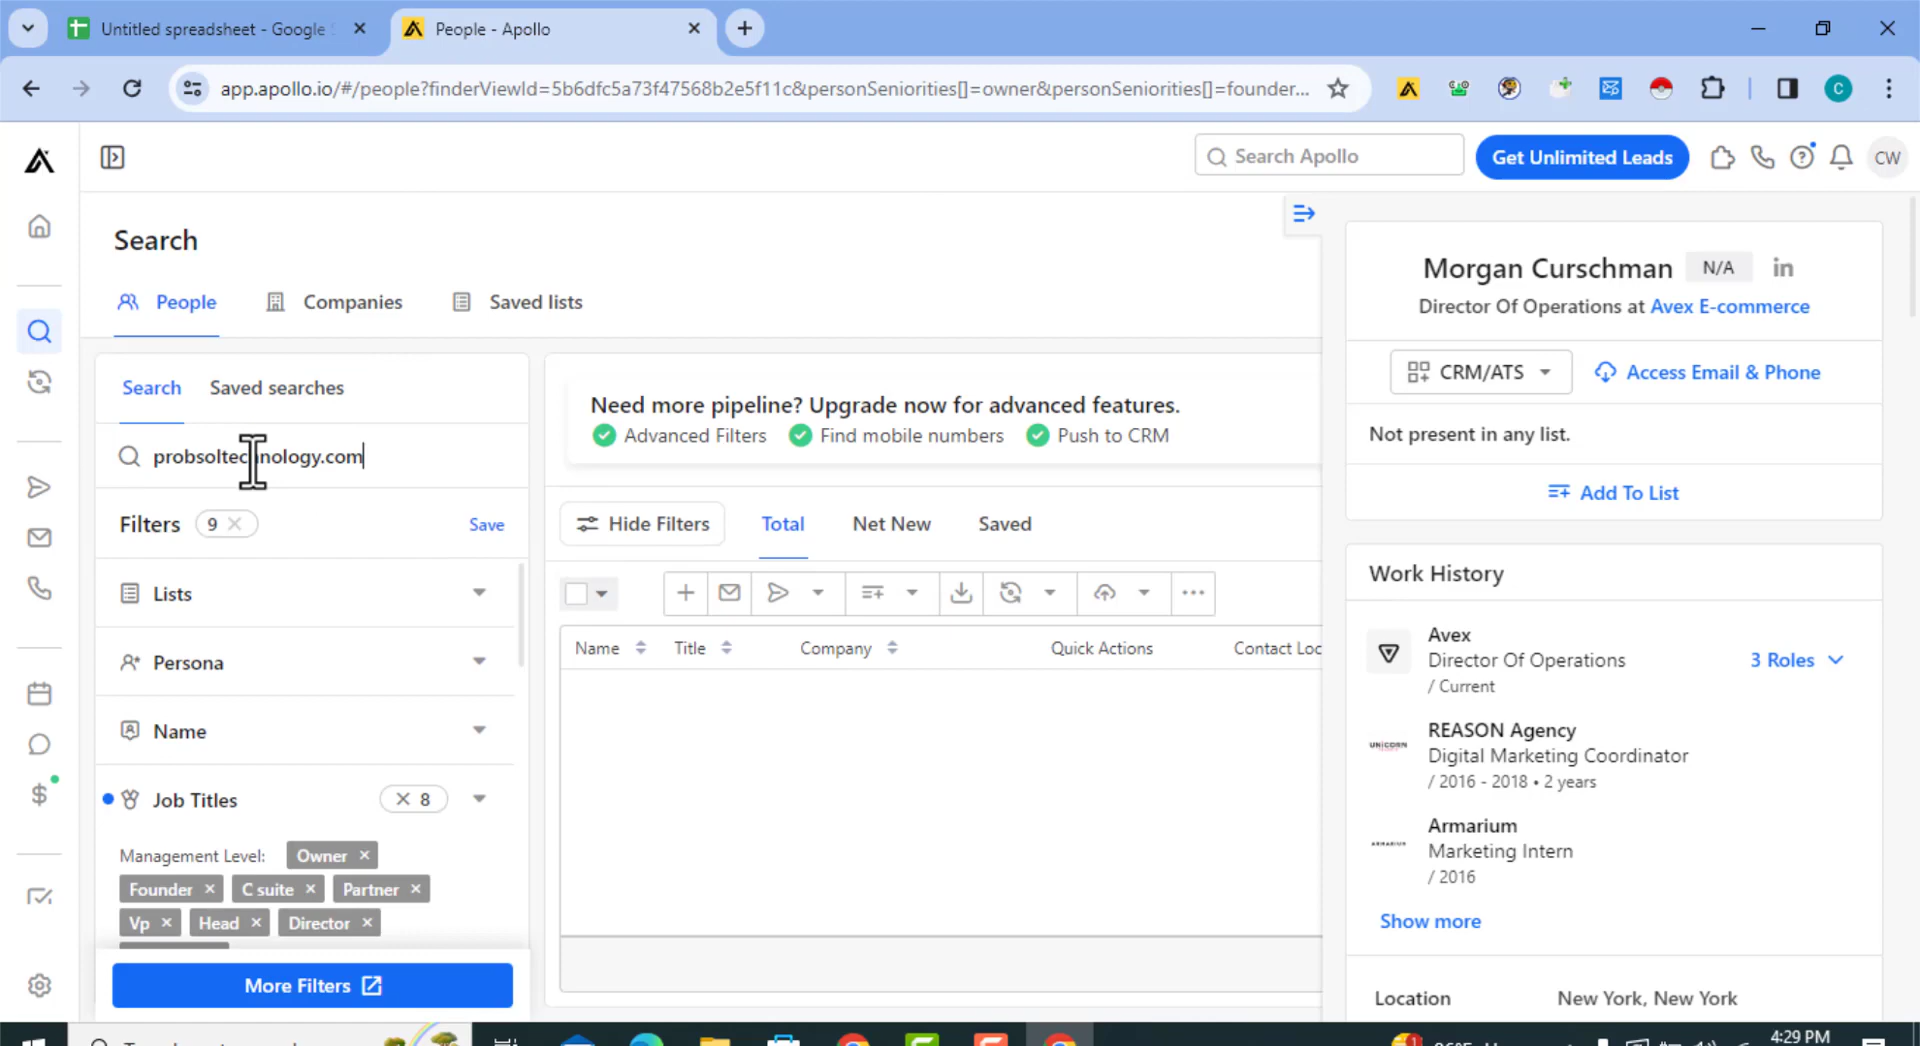 Untitled spreadsheet - Google
People - Apollo
app.apollo.io/#/people?finderViewId=5b6dfc5a73f47568b2e5f11c&personSeniorities[]=owner&personSeniorities[]=founder...
C
Search Apollo
Get Unlimited Leads
CW
Search
People
Companies
Saved lists
Search
Saved searches
probsoltechnology.com
Filters
9
Save
Lists
Persona
Name
Job Titles
8
Management Level:
Owner
Founder
C suite
Partner
Vp
Head
Director
More Filters
Need more pipeline? Upgrade now for advanced features.
Advanced Filters
Find mobile numbers
Push to CRM
Hide Filters
Total
Net New
Saved
Name
Title
Company
Quick Actions
Contact Loc
Morgan Curschman
N/A
in
Director Of Operations at Avex E-commerce
CRM/ATS
Access Email & Phone
Not present in any list.
Add To List
Work History
Avex
Director Of Operations
/ Current
3 Roles
UNICORN
REASON Agency
Digital Marketing Coordinator
/ 2016 - 2018 • 2 years
ARMARIUM
Armarium
Marketing Intern
/ 2016
Show more
Location
New York, New York
4:29 PM